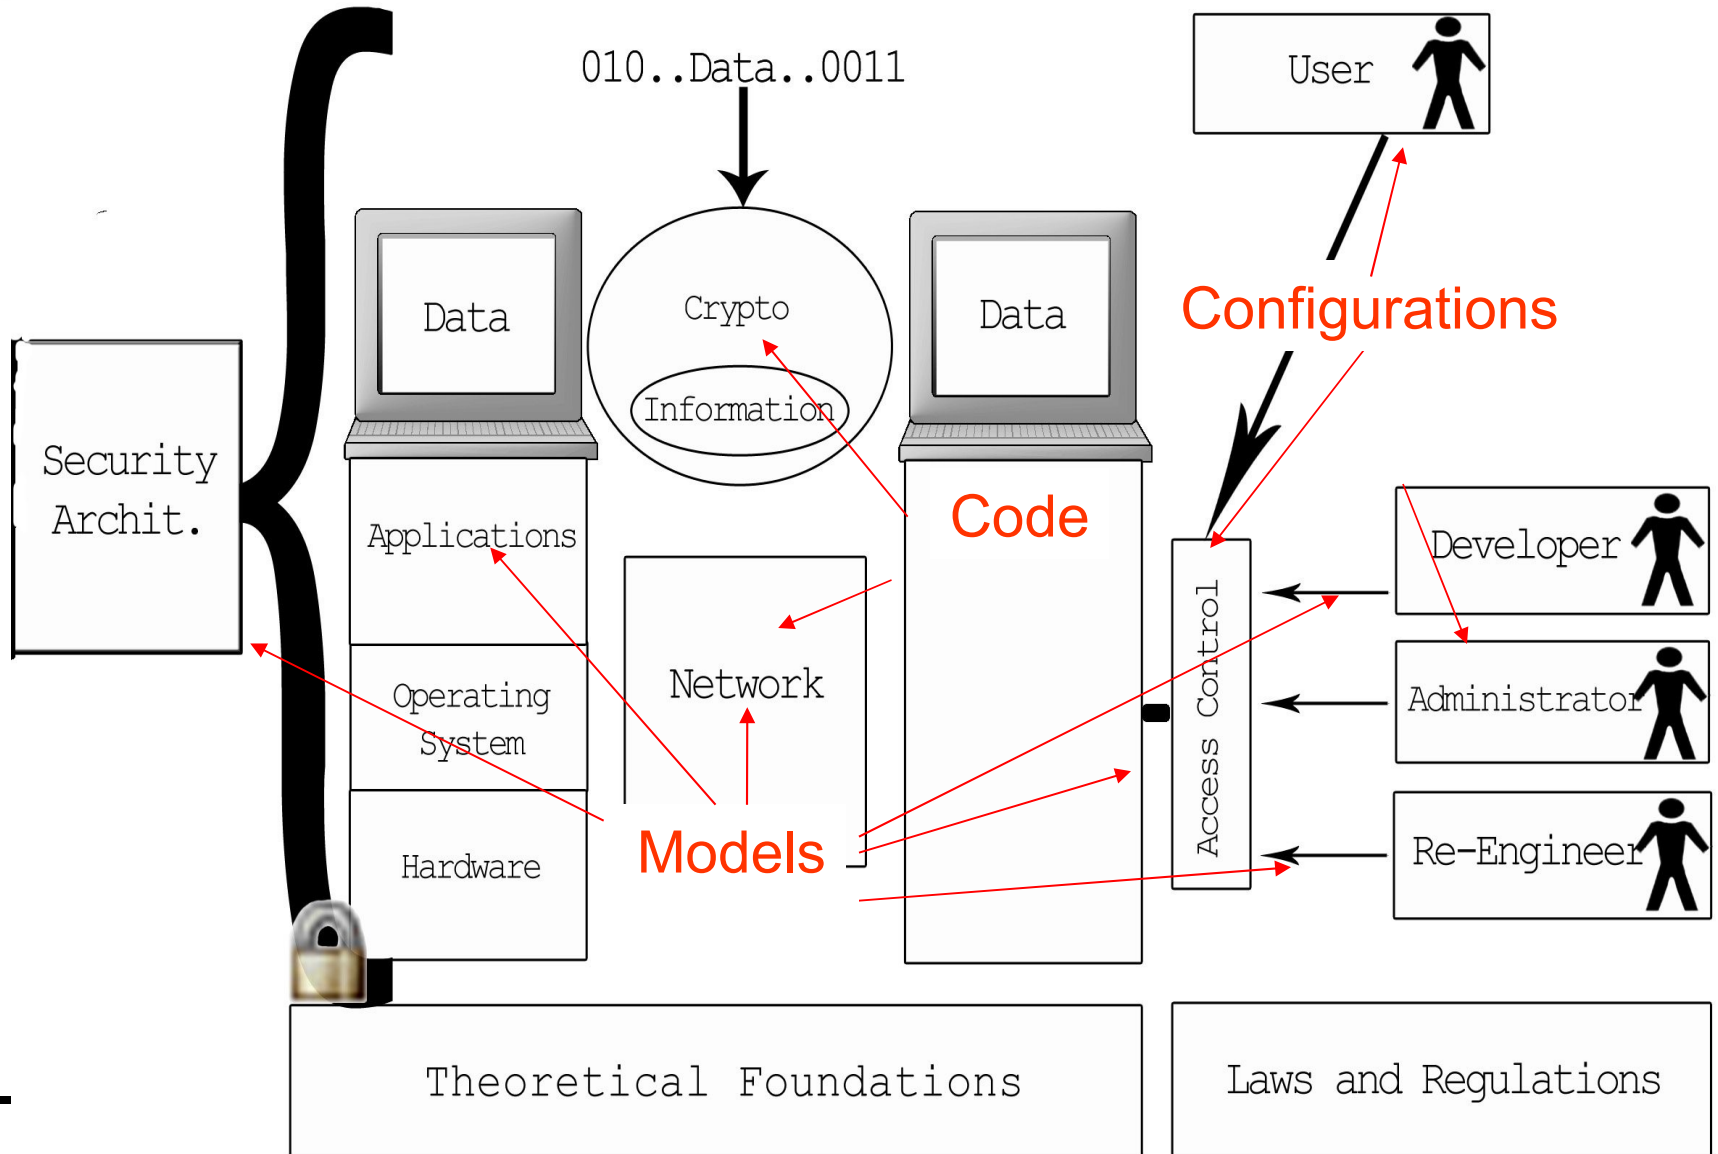 010..Data..0011
User
Data
Crypto
Data
Information
Configurations
Security
Archit.
Applications
Code
Developer
Network
Operating
System
Access Control
Administrator
Models
Hardware
Re-Engineer
Theoretical Foundations
Laws and Regulations